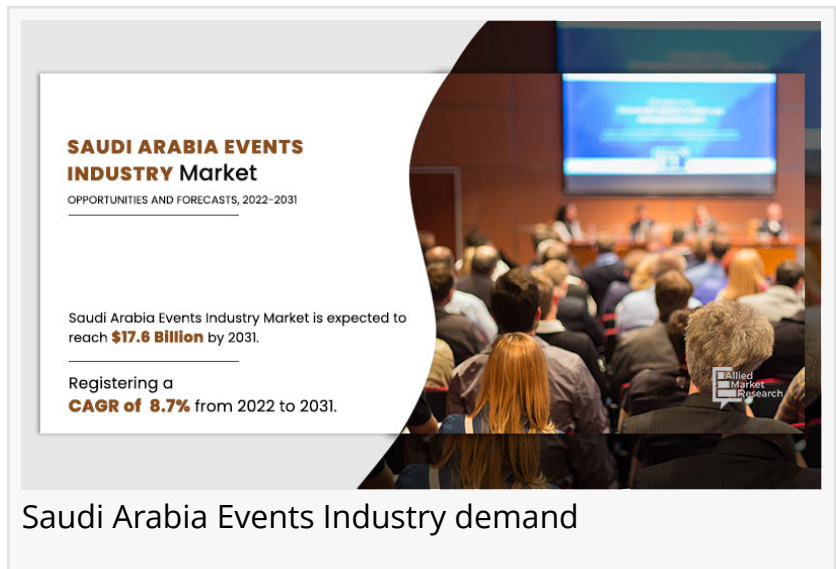 SAUDI ARABIA EVENTS
INDUSTRY Market
OPPORTUNITIES AND FORECASTS, 2022-2031
Saudi Arabia Events Industry Market is expected to
reach $17.6 Billion by 2031.
Registering a
CAGR of 8.7% from 2022 to 2031.
Allied
Market
Research
Saudi Arabia Events Industry demand